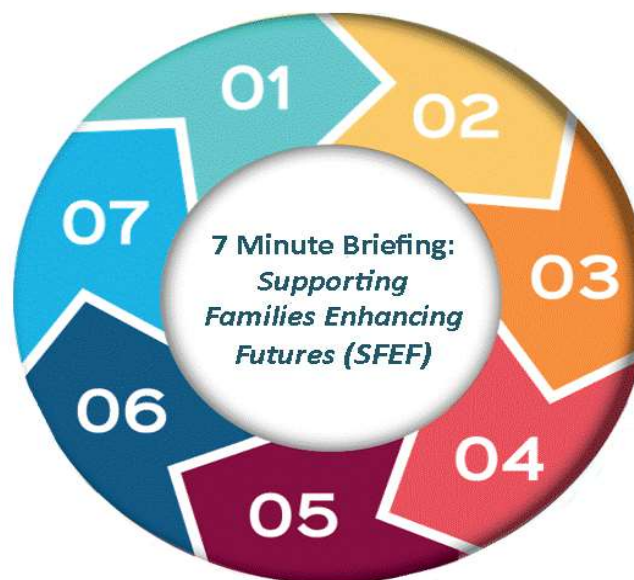 01
02
03
04
05
06
07
7 Minute Briefing:
Supporting
Families Enhancing
Futures (SFEF)